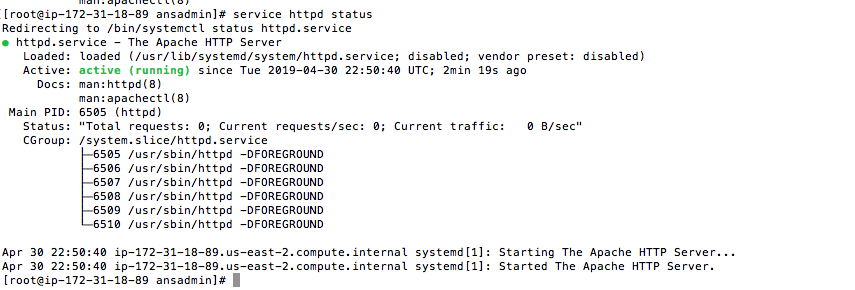 man:apachectl(8)
[[root@ip-172-31-18-89 ansadmin]# service httpd status
Redirecting to /bin/systemctl status httpd.service
● httpd.service - The Apache HTTP Server
   Loaded: loaded (/usr/lib/systemd/system/httpd.service; disabled; vendor preset: disabled)
   Active: active (running) since Tue 2019-04-30 22:50:40 UTC; 2min 19s ago
     Docs: man:httpd(8)
           man:apachectl(8)
 Main PID: 6505 (httpd)
   Status: "Total requests: 0; Current requests/sec: 0; Current traffic:   0 B/sec"
   CGroup: /system.slice/httpd.service
           ├─6505 /usr/sbin/httpd -DFOREGROUND
           ├─6506 /usr/sbin/httpd -DFOREGROUND
           ├─6507 /usr/sbin/httpd -DFOREGROUND
           ├─6508 /usr/sbin/httpd -DFOREGROUND
           ├─6509 /usr/sbin/httpd -DFOREGROUND
           └─6510 /usr/sbin/httpd -DFOREGROUND
Apr 30 22:50:40 ip-172-31-18-89.us-east-2.compute.internal systemd[1]: Starting The Apache HTTP Server...
Apr 30 22:50:40 ip-172-31-18-89.us-east-2.compute.internal systemd[1]: Started The Apache HTTP Server.
[root@ip-172-31-18-89 ansadmin]#